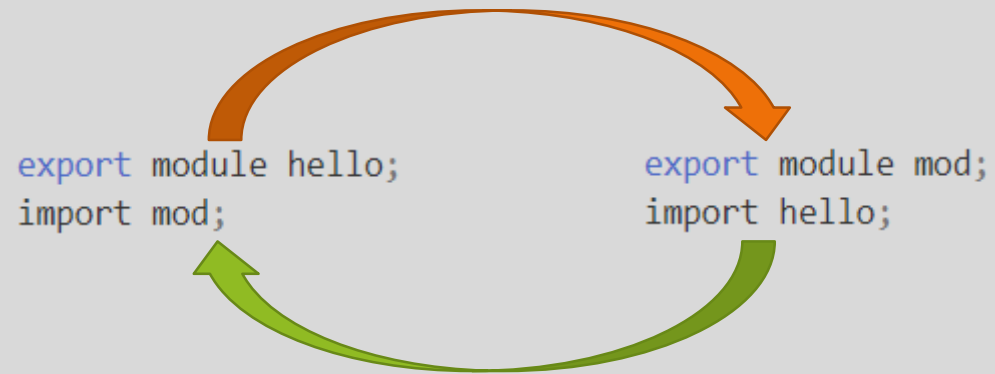 export module hello;
import mod;
export module mod;
import hello;